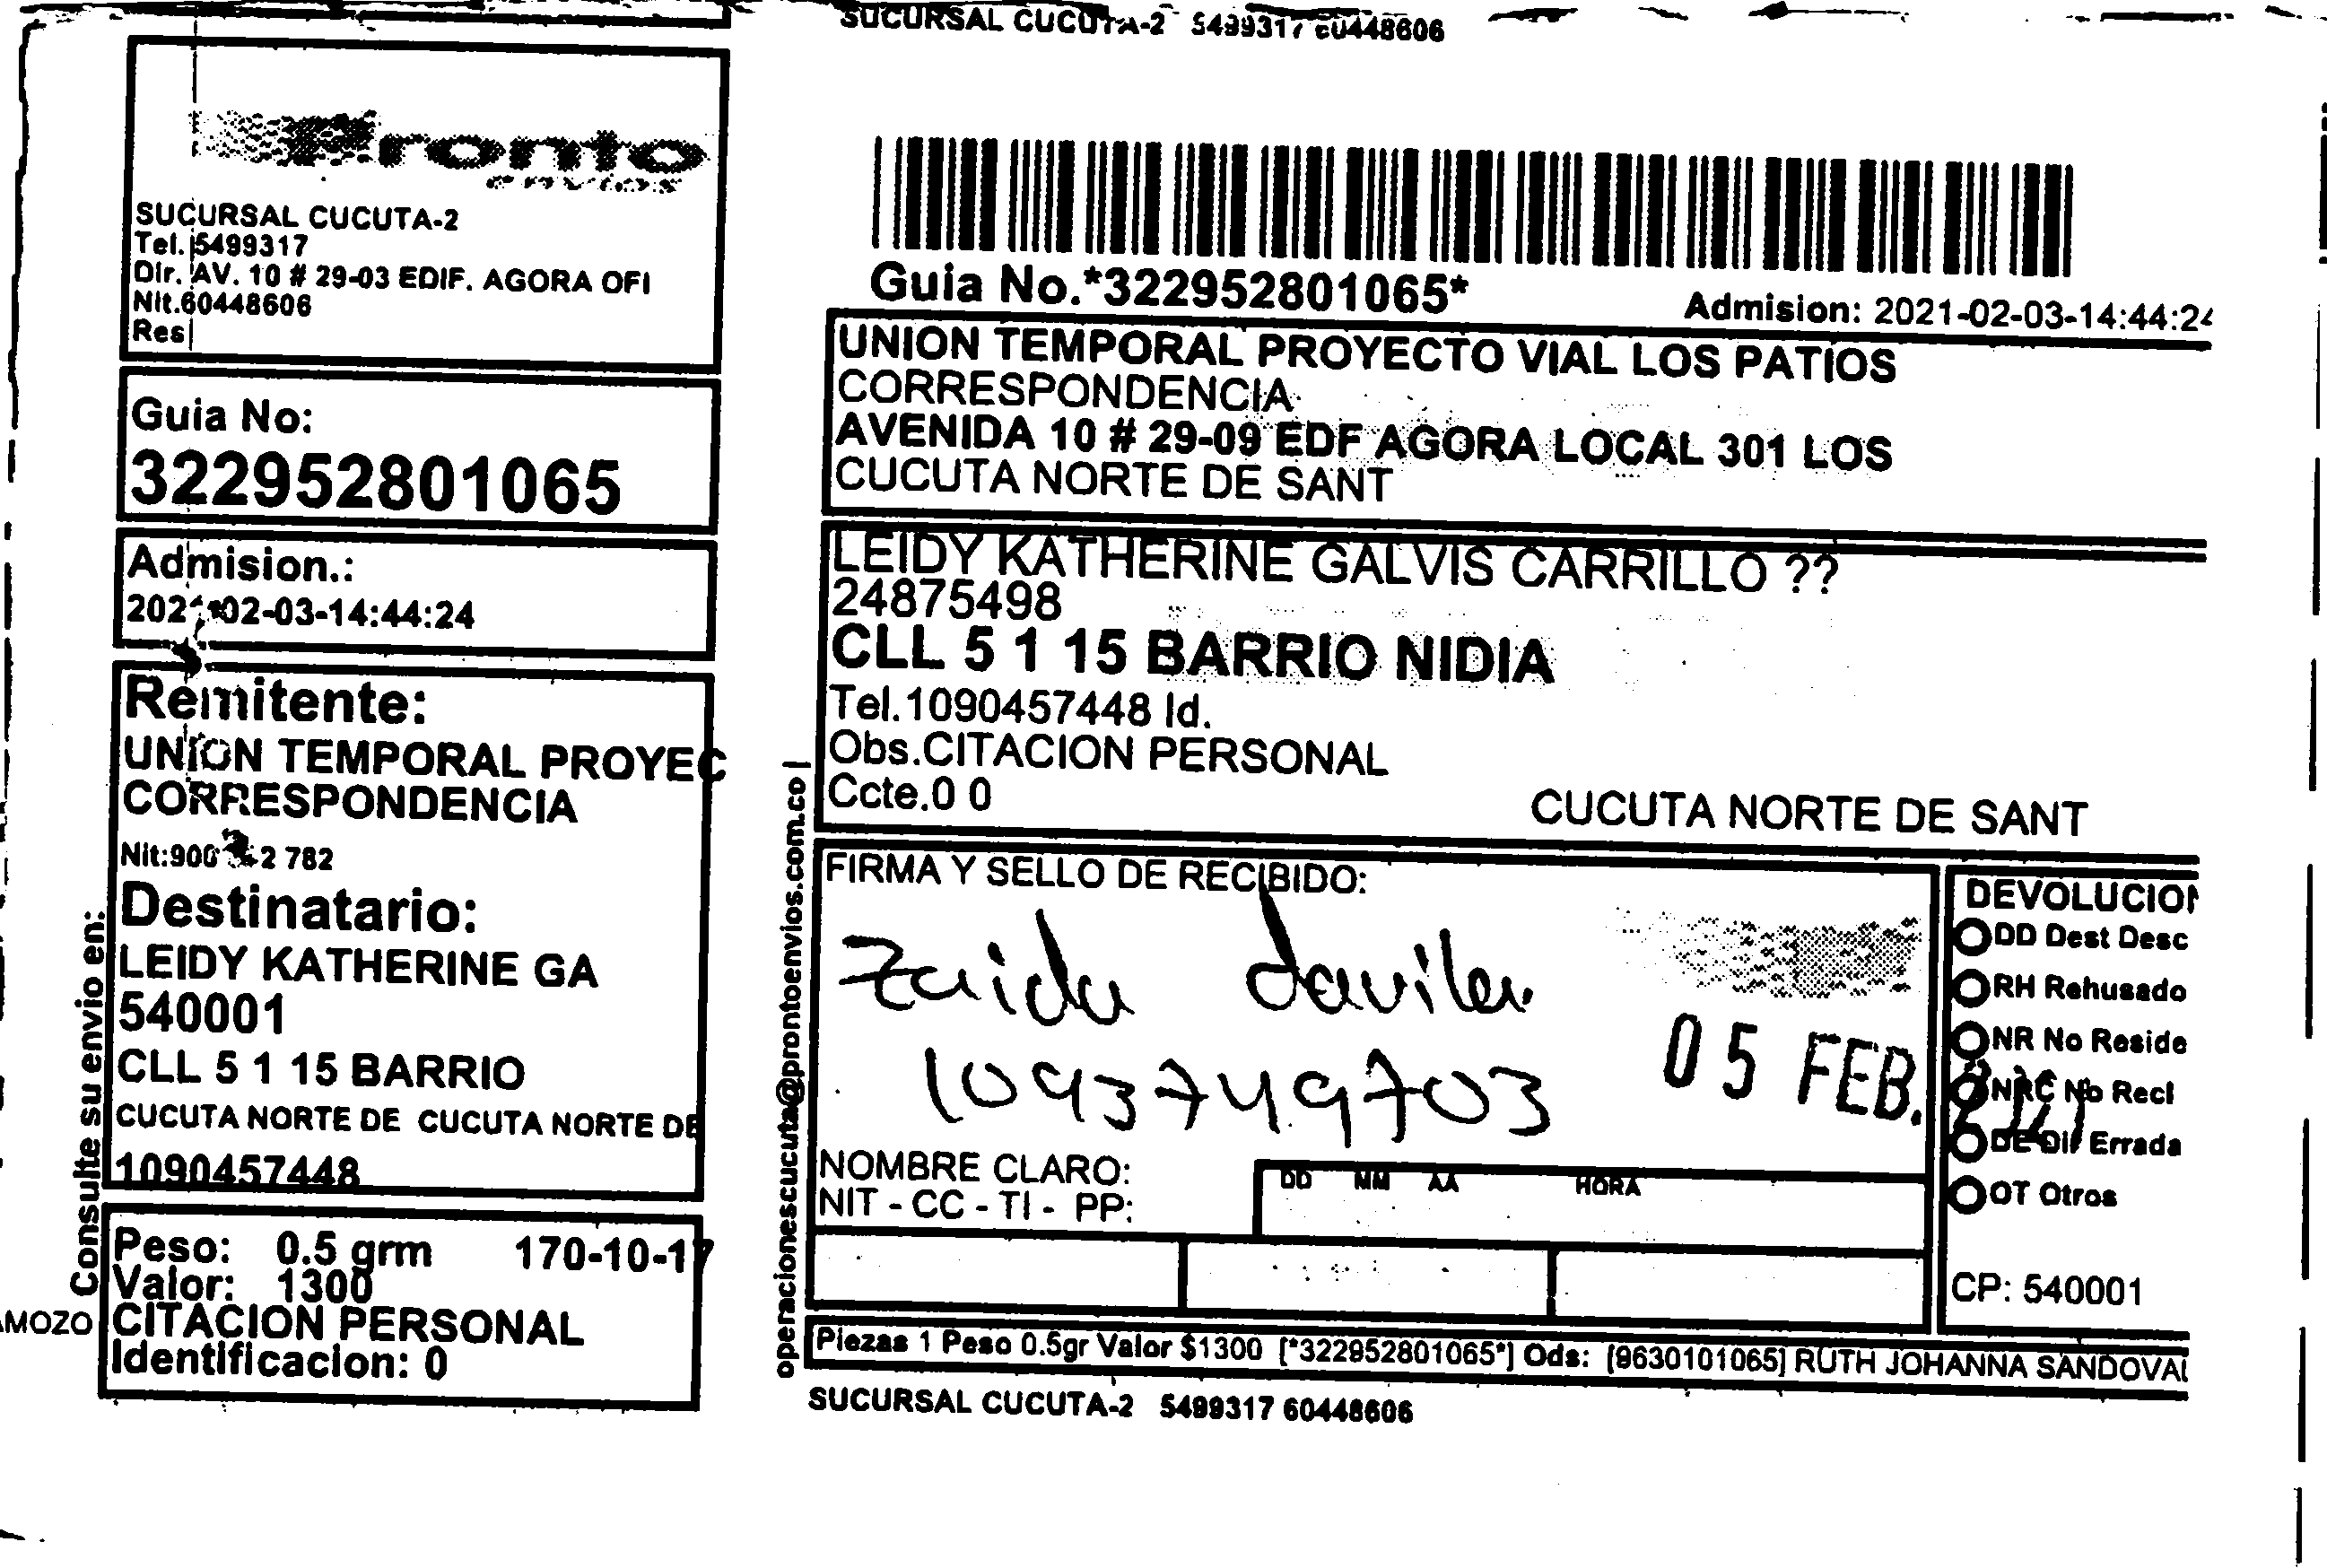 SUCURSAL CUCUTA-2 5499317 60448606
Pronto
envios
SUCURSAL CUCUTA-2
Tel. 5499317
Dir. AV. 10 # 29-03 EDIF. AGORA OFI
Nit.60448606
Res
Guia No:
322952801065
Admision.:
2021-02-03-14:44:24
Remitente:
UNION TEMPORAL PROYEC
CORRESPONDENCIA
Nit:900 2 782
Destinatario:
LEIDY KATHERINE GA
540001
CLL 5 1 15 BARRIO
CUCUTA NORTE DE CUCUTA NORTE DE
1090457448
Peso: 0.5 grm 170-10-17
Valor: 1300
CITACION PERSONAL
Identificacion: 0
Consulte su envio en:
AMOZO
Guia No.*322952801065*
Admision: 2021-02-03-14:44:24
UNION TEMPORAL PROYECTO VIAL LOS PATIOS
CORRESPONDENCIA
AVENIDA 10 # 29-09 EDF AGORA LOCAL 301 LOS
CUCUTA NORTE DE SANT
LEIDY KATHERINE GALVIS CARRILLO ??
24875498
CLL 5 1 15 BARRIO NIDIA
Tel.1090457448 Id.
Obs.CITACION PERSONAL
Ccte.0 0
CUCUTA NORTE DE SANT
operacionescucuta@prontoenvios.com.co |
FIRMA Y SELLO DE RECIBIDO:
Zaida davila
1093749703
05 FEB. 2021
NOMBRE CLARO:
NIT - CC - TI - PP:
DD MM AA HORA
DEVOLUCION
DD Dest Desc
RH Rehusado
NR No Reside
NRC No Recl
DE Dir Errada
OT Otros
CP: 540001
Piezas 1 Peso 0.5gr Valor $1300 [*322952801065*] Ods: [9630101065] RUTH JOHANNA SANDOVAL
SUCURSAL CUCUTA-2 5499317 60448606